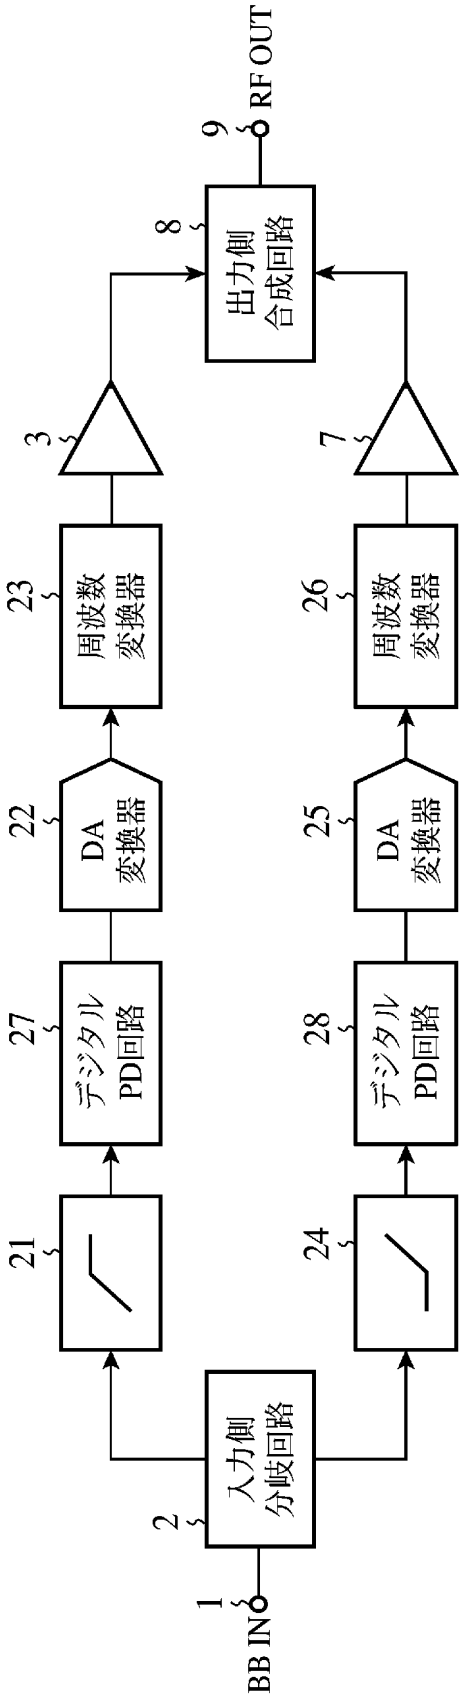 BB IN
1
2
入力側
分岐回路
21
27
デジタル
PD回路
22
DA
変換器
23
周波数
変換器
3
24
28
デジタル
PD回路
25
DA
変換器
26
周波数
変換器
7
8
出力側
合成回路
9
RF OUT